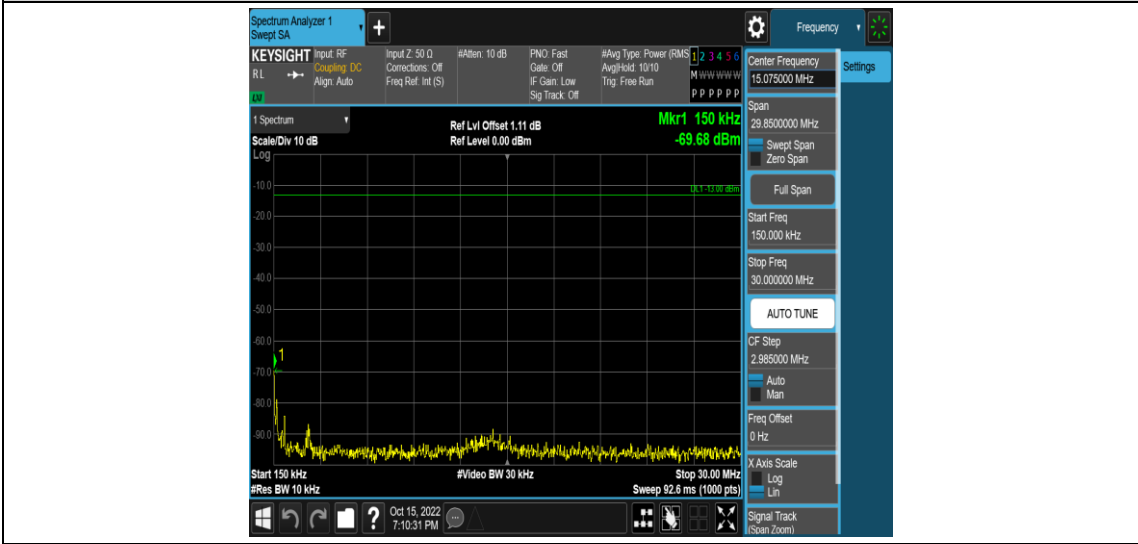 Spectrum Analyzer 1
Swept SA
Frequency
KEYSIGHT
RL
Input: RF
Coupling: DC
Align: Auto
Input Z: 50 Ω
Corrections: Off
Freq Ref: Int (S)
#Atten: 10 dB
PNO: Fast
Gate: Off
IF Gain: Low
Sig Track: Off
#Avg Type: Power (RMS
Avg|Hold: 10/10
Trig: Free Run
1 2 3 4 5 6
M W W W W W
P P P P P P
1 Spectrum
Scale/Div 10 dB
Log
Ref Lvl Offset 1.11 dB
Ref Level 0.00 dBm
Mkr1 150 kHz
-69.68 dBm
DL1 -13.00 dBm
-10.0
-20.0
-30.0
-40.0
-50.0
-60.0
1
-70.0
-80.0
-90.0
Start 150 kHz
#Res BW 10 kHz
#Video BW 30 kHz
Stop 30.00 MHz
Sweep 92.6 ms (1000 pts)
?
Oct 15, 2022
7:10:31 PM
Center Frequency
15.075000 MHz
Settings
Span
29.8500000 MHz
Swept Span
Zero Span
Full Span
Start Freq
150.000 kHz
Stop Freq
30.000000 MHz
AUTO TUNE
CF Step
2.985000 MHz
Auto
Man
Freq Offset
0 Hz
X Axis Scale
Log
Lin
Signal Track
(Span Zoom)